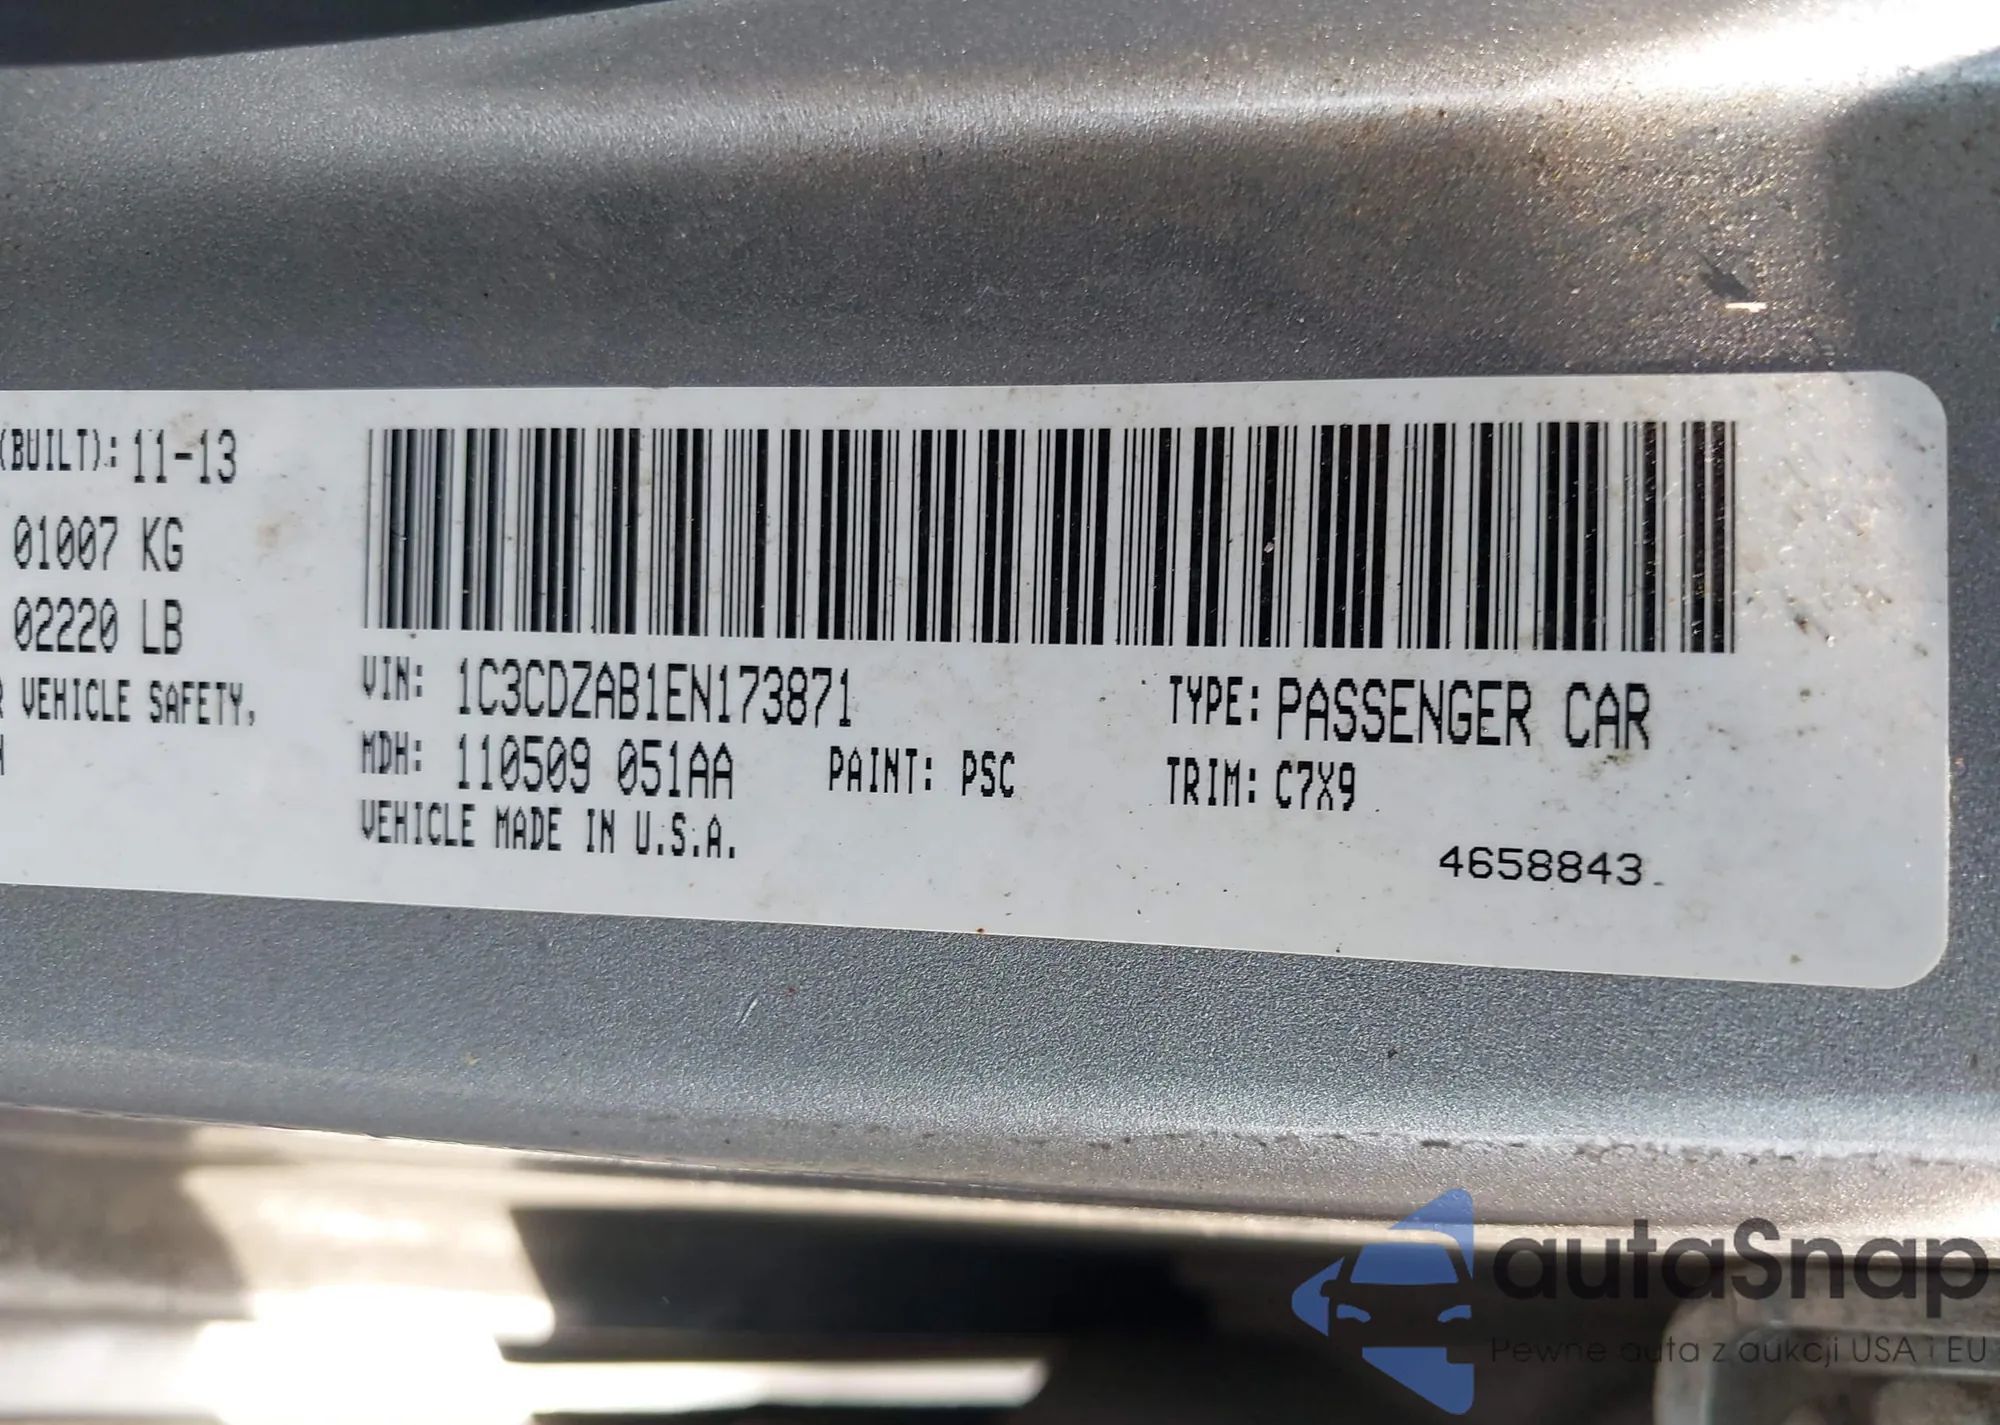 (BUILT): 11-13
01007 KG
02220 LB
VEHICLE SAFETY,
VIN: 1C3CDZAB1EN173871
TYPE: PASSENGER CAR
MDH: 110509 051AA
PAINT: PSC
TRIM: C7X9
VEHICLE MADE IN U.S.A.
4658843
autaSnap
Pewne auta z aukcji USA i EU